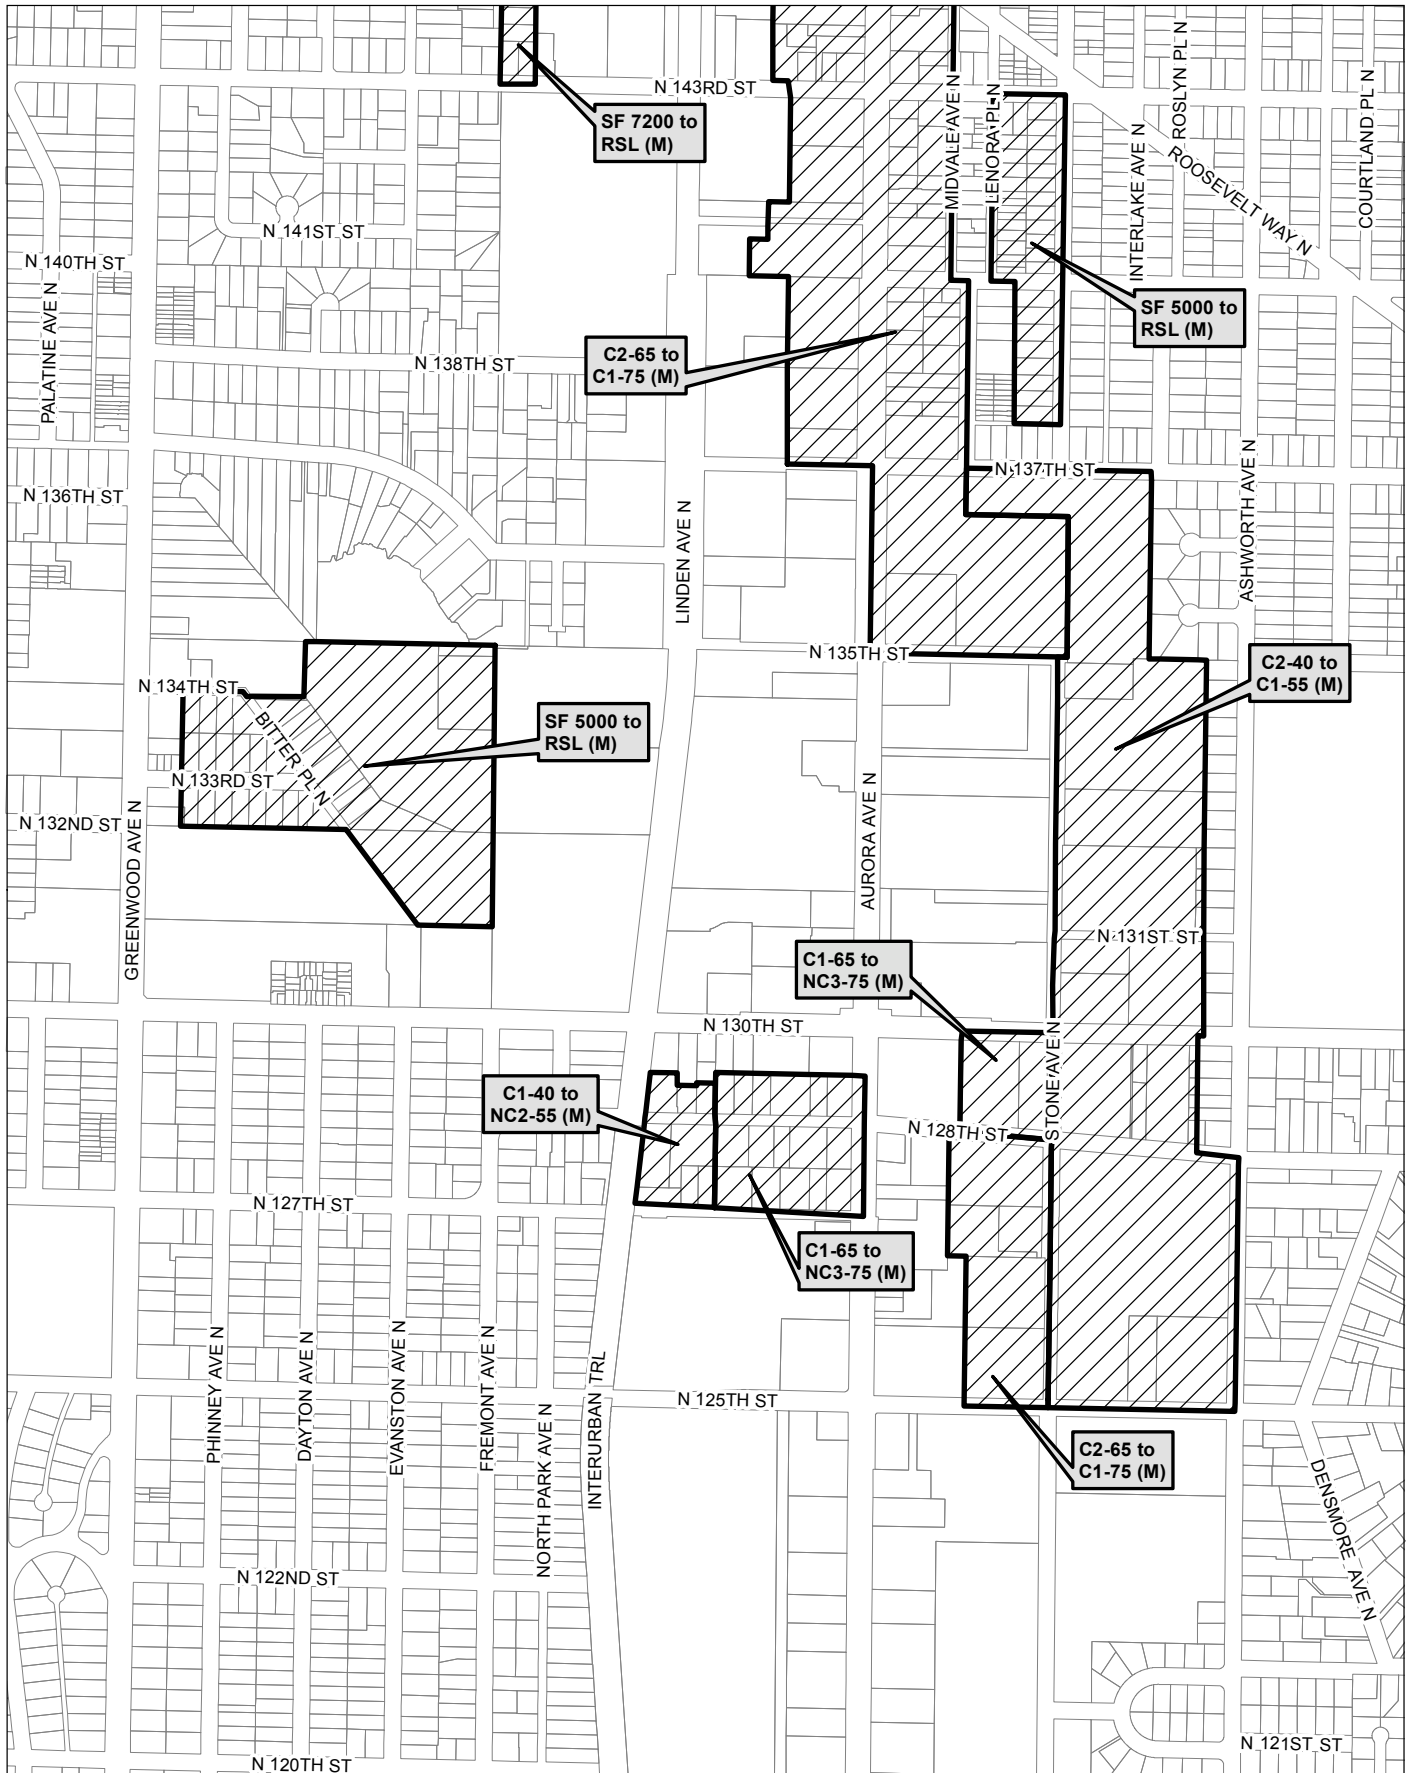 ROSLYN PL N
COURTLAND PL N
N 143RD ST
MIDVALE AVE N
LENORA PL N
SF 7200 to
RSL (M)
INTERLAKE AVE N
ROOSEVELT WAY N
N 141ST ST
N 140TH ST
PALATINE AVE N
SF 5000 to
RSL (M)
C2-65 to
C1-75 (M)
N 138TH ST
N 137TH ST
N 136TH ST
ASHWORTH AVE N
LINDEN AVE N
N 135TH ST
C2-40 to
C1-55 (M)
N 134TH ST
BITTER PL N
SF 5000 to
RSL (M)
N 133RD ST
N 132ND ST
AURORA AVE N
GREENWOOD AVE N
N 131ST ST
C1-65 to
NC3-75 (M)
N 130TH ST
STONE AVE N
C1-40 to
NC2-55 (M)
N 128TH ST
N 127TH ST
C1-65 to
NC3-75 (M)
PHINNEY AVE N
DAYTON AVE N
EVANSTON AVE N
FREMONT AVE N
NORTH PARK AVE N
INTERURBAN TRL
N 125TH ST
C2-65 to
C1-75 (M)
DENSMORE AVE N
N 122ND ST
N 121ST ST
N 120TH ST